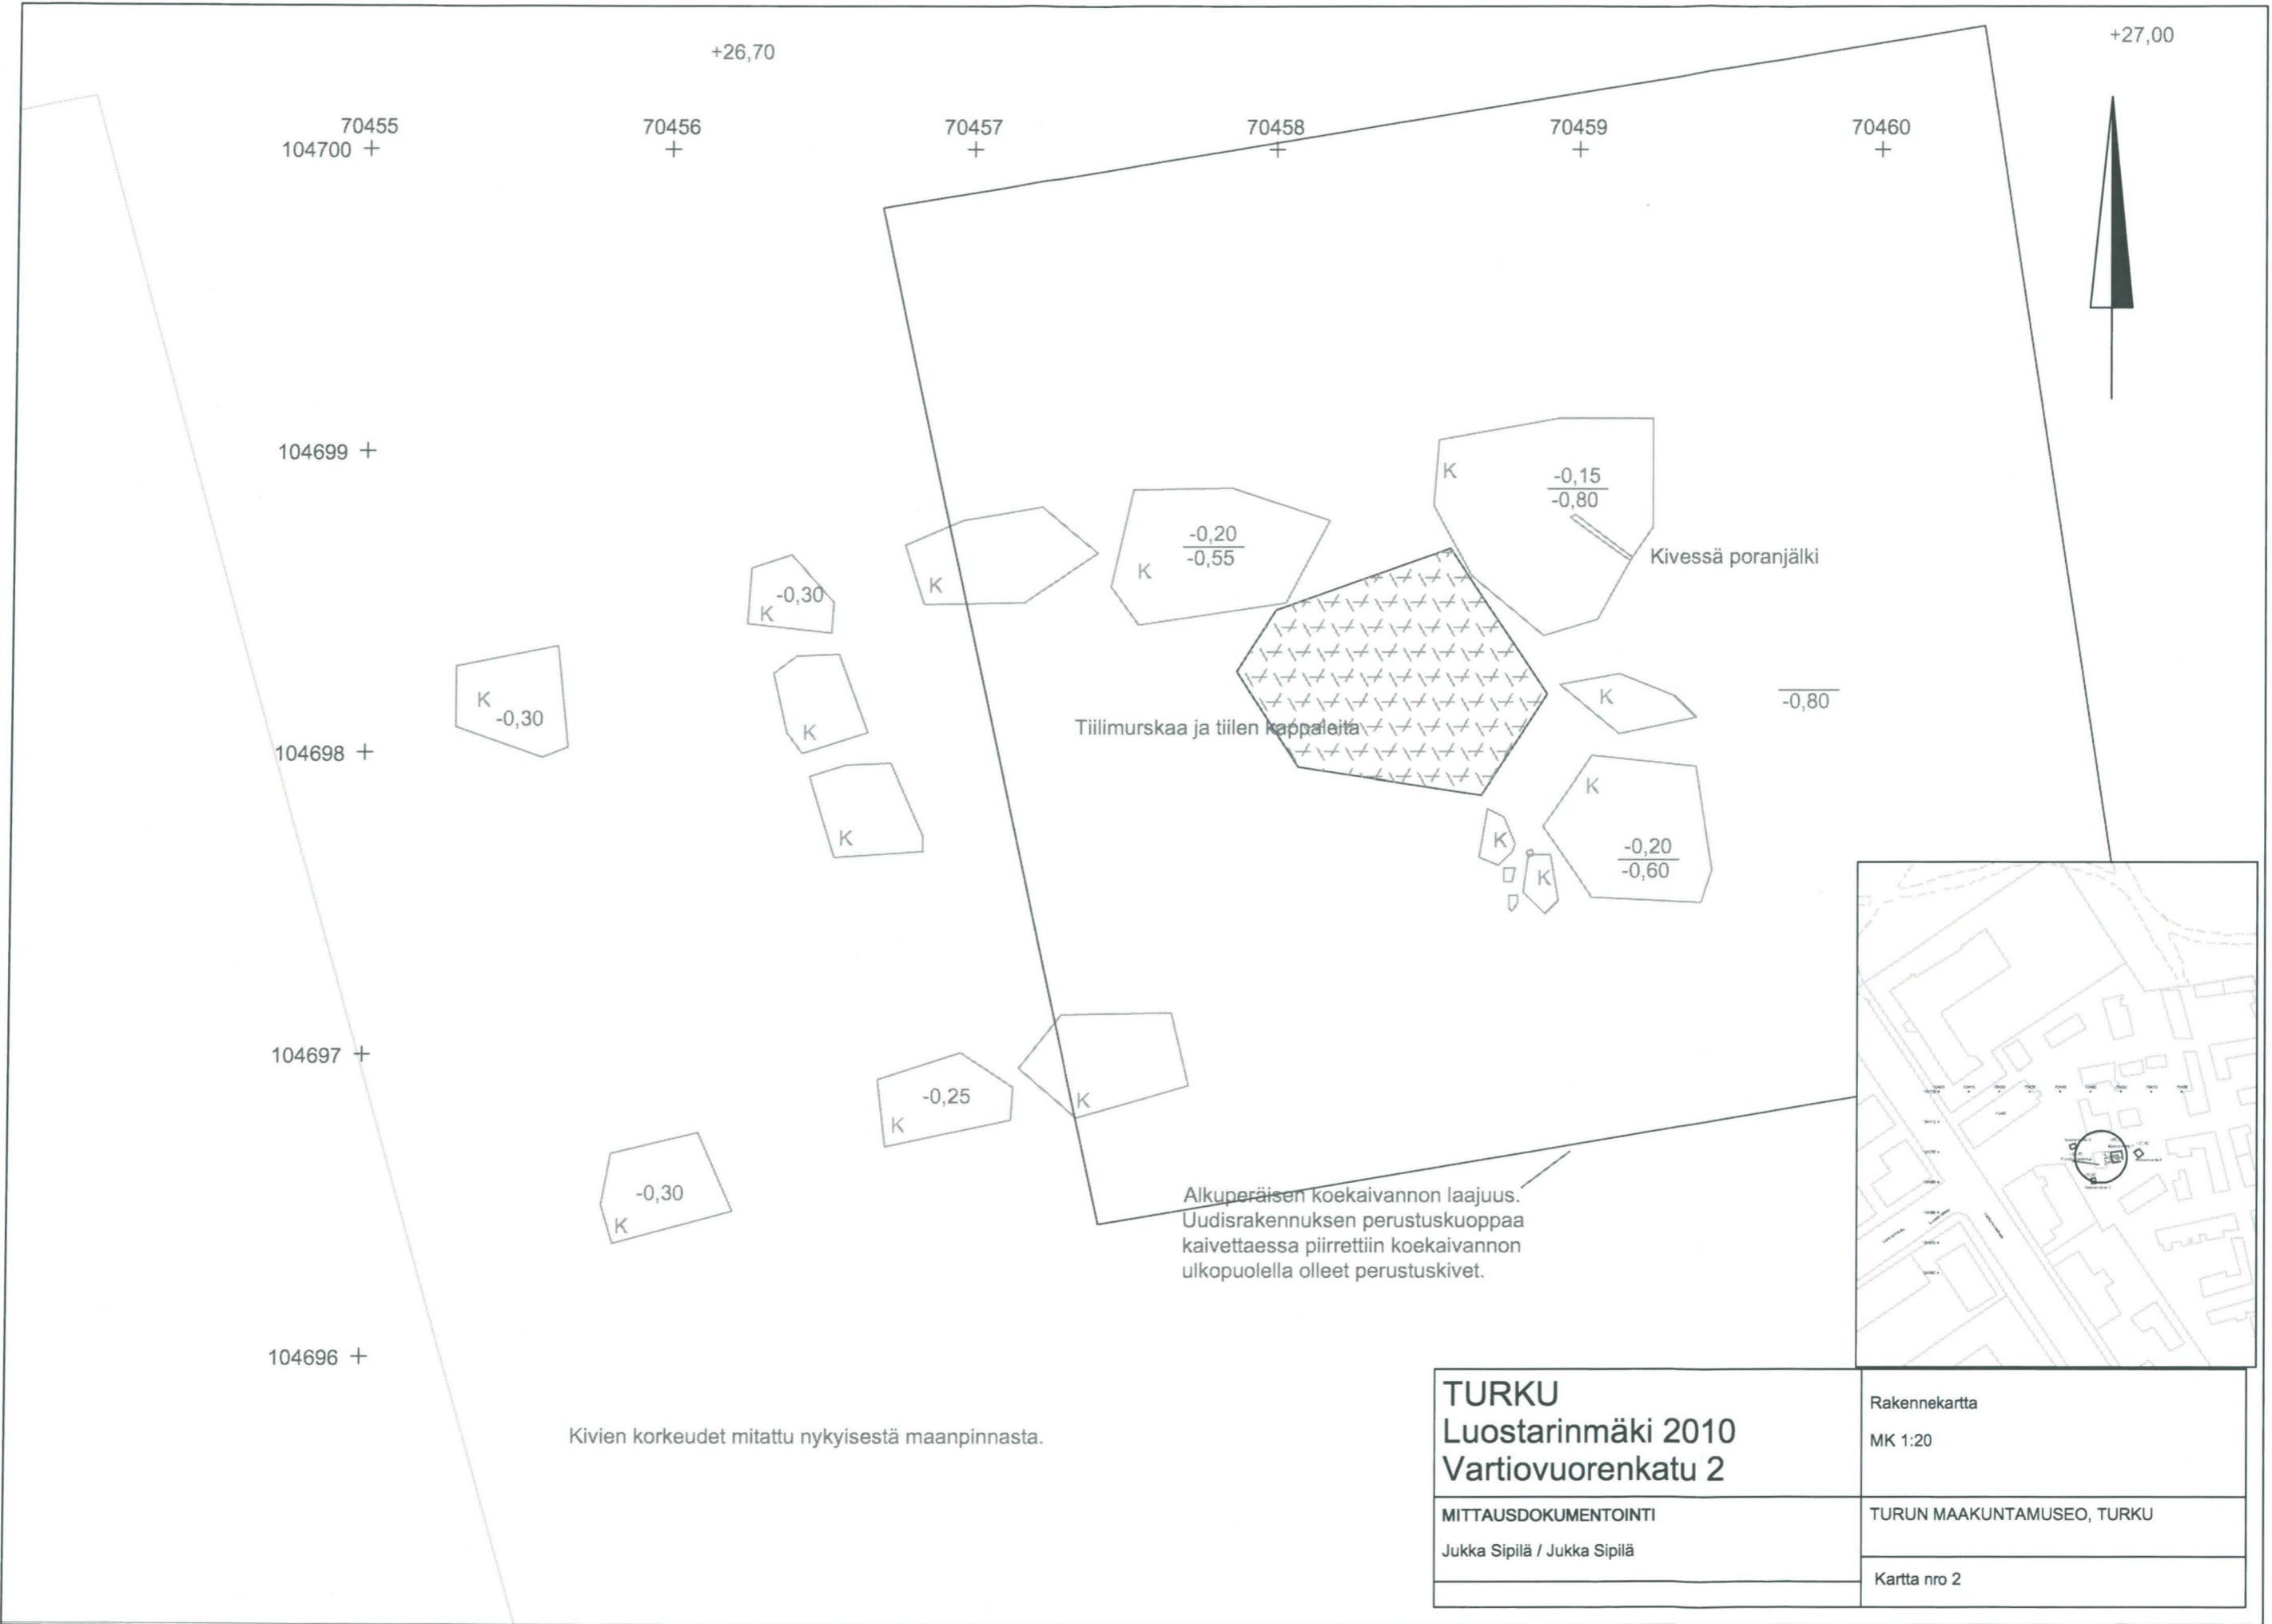 +26,70
+27,00
70455
70456
70457
70458
70459
70460
104700
104699
K
-0,15
-0,80
-0,20
-0,55
K
Kivessä poranjälki
K
-0,30
K
K
-0,30
K
-0,80
K
Tiilimurskaa ja tiilen kappaleita
104698
K
K
K
K
-0,20
-0,60
K
104697
-0,25
K
K
-0,30
K
Alkuperäisen koekaivannon laajuus.
Uudisrakennuksen perustuskuoppaa
kaivettaessa piirrettiin koekaivannon
ulkopuolella olleet perustuskivet.
104696
Kivien korkeudet mitattu nykyisestä maanpinnasta.
TURKU
Luostarinmäki 2010
Vartiovuorenkatu 2
Rakennekartta
MK 1:20
MITTAUSDOKUMENTOINTI
Jukka Sipilä / Jukka Sipilä
TURUN MAAKUNTAMUSEO, TURKU
Kartta nro 2